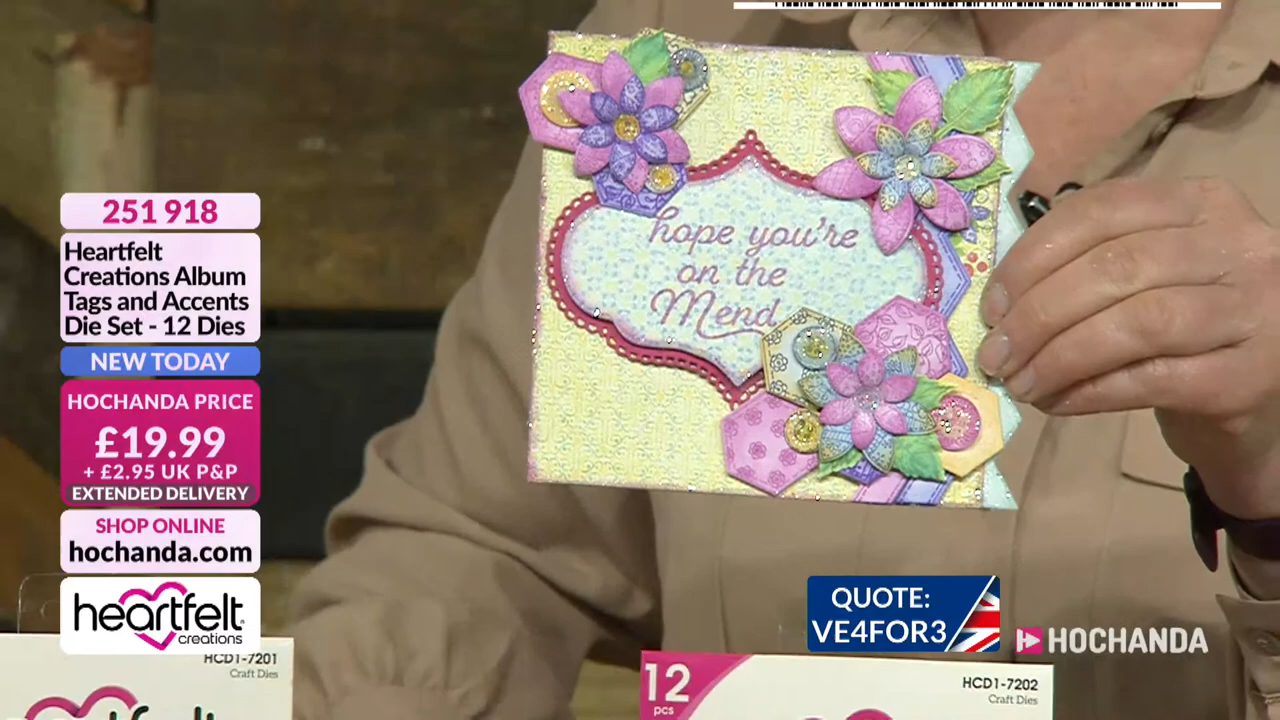 251 918
Heartfelt
Creations Album
Tags and Accents
Die Set - 12 Dies
NEW TODAY
HOCHANDA PRICE
£19.99
+ £2.95 UK P&P
EXTENDED DELIVERY
SHOP ONLINE
hochanda.com
heartfelt
creations
hope you're
on the
Mend
QUOTE:
VE4FOR3
HOCHANDA
HCD1-7201
Craft Dies
12
pcs
HCD1-7202
Craft Dies